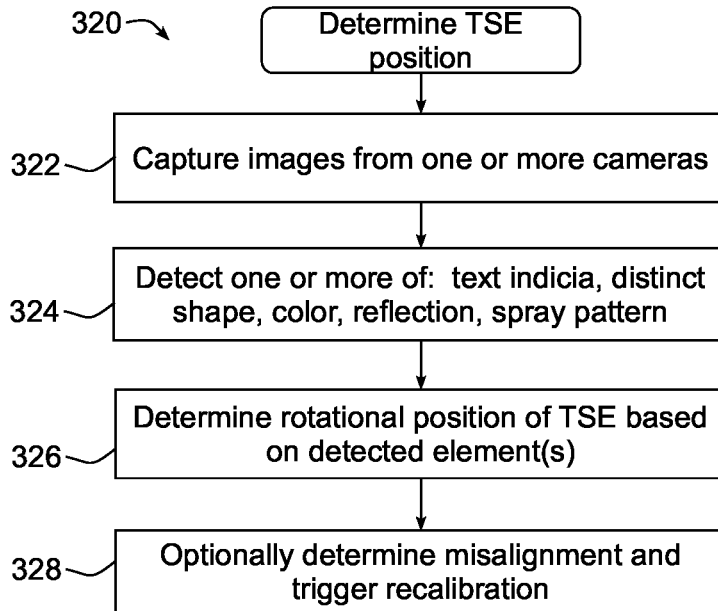 320
Determine TSE
position
322
Capture images from one or more cameras
Detect one or more of: text indicia, distinct
324
shape, color, reflection, spray pattern
Determine rotational position of TSE based
326
on detected element(s)
Optionally determine misalignment and
328
trigger recalibration